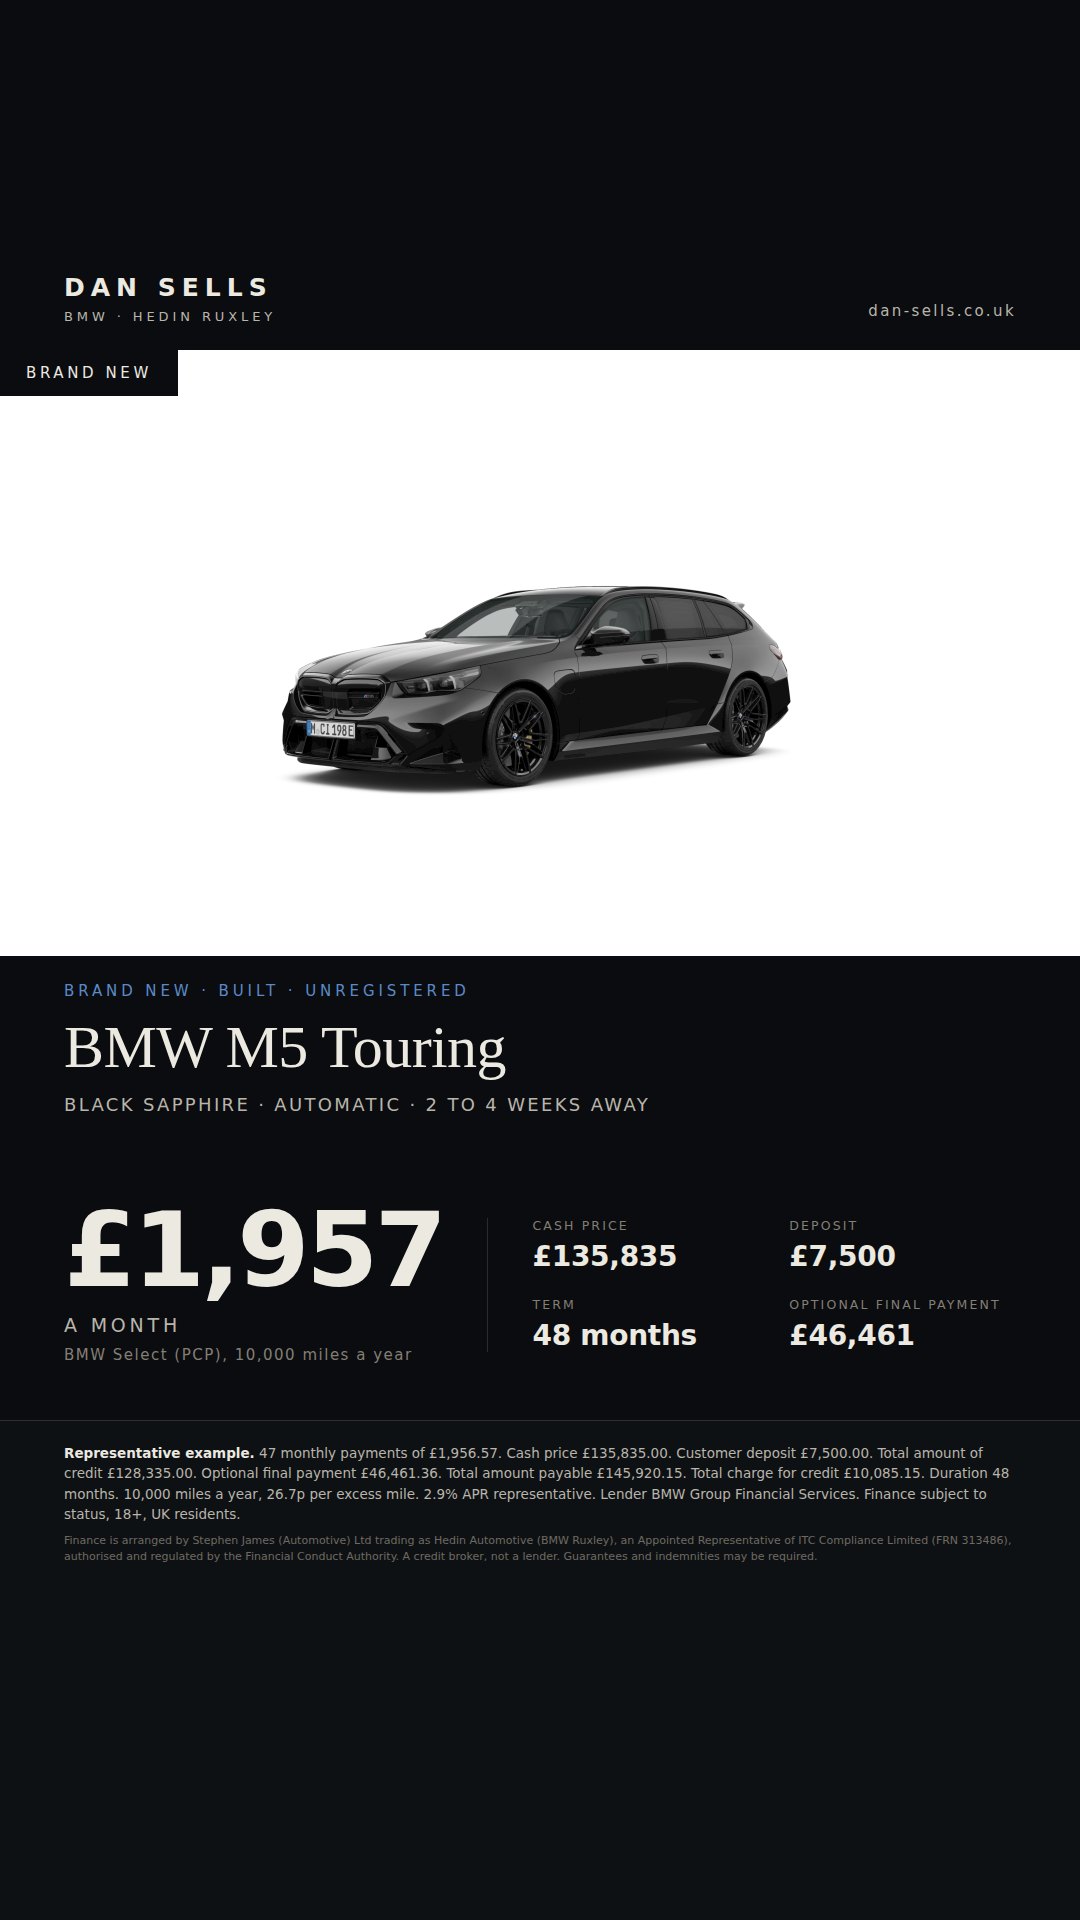 DAN SELLS
BMW · HEDIN RUXLEY
dan-sells.co.uk
BRAND NEW
M CI 198E
BRAND NEW · BUILT · UNREGISTERED
BMW M5 Touring
BLACK SAPPHIRE · AUTOMATIC · 2 TO 4 WEEKS AWAY
£1,957
A MONTH
BMW Select (PCP), 10,000 miles a year
CASH PRICE
£135,835
DEPOSIT
£7,500
TERM
48 months
OPTIONAL FINAL PAYMENT
£46,461
Representative example. 47 monthly payments of £1,956.57. Cash price £135,835.00. Customer deposit £7,500.00. Total amount of
credit £128,335.00. Optional final payment £46,461.36. Total amount payable £145,920.15. Total charge for credit £10,085.15. Duration 48
months. 10,000 miles a year, 26.7p per excess mile. 2.9% APR representative. Lender BMW Group Financial Services. Finance subject to
status, 18+, UK residents.
Finance is arranged by Stephen James (Automotive) Ltd trading as Hedin Automotive (BMW Ruxley), an Appointed Representative of ITC Compliance Limited (FRN 313486),
authorised and regulated by the Financial Conduct Authority. A credit broker, not a lender. Guarantees and indemnities may be required.